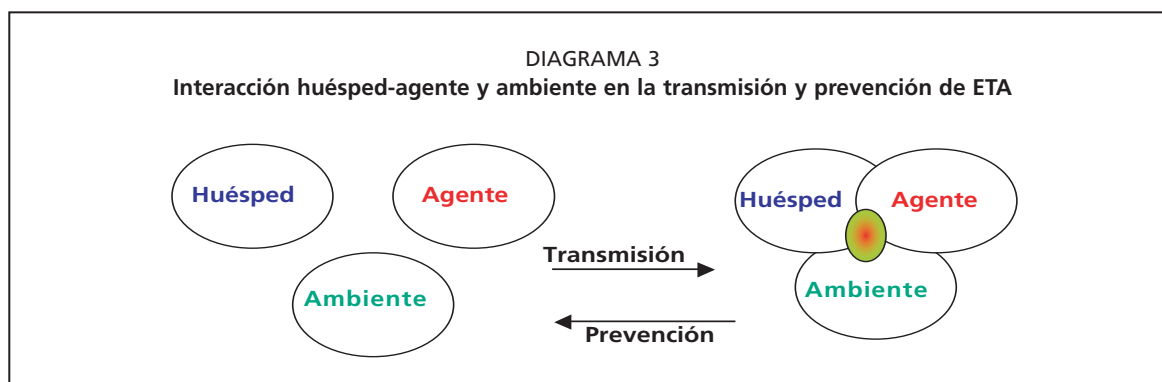 DIAGRAMA 3
Interacción huésped-agente y ambiente en la transmisión y prevención de ETA
Huésped
Agente
Ambiente
Transmisión
Prevención
Huésped
Agente
Ambiente